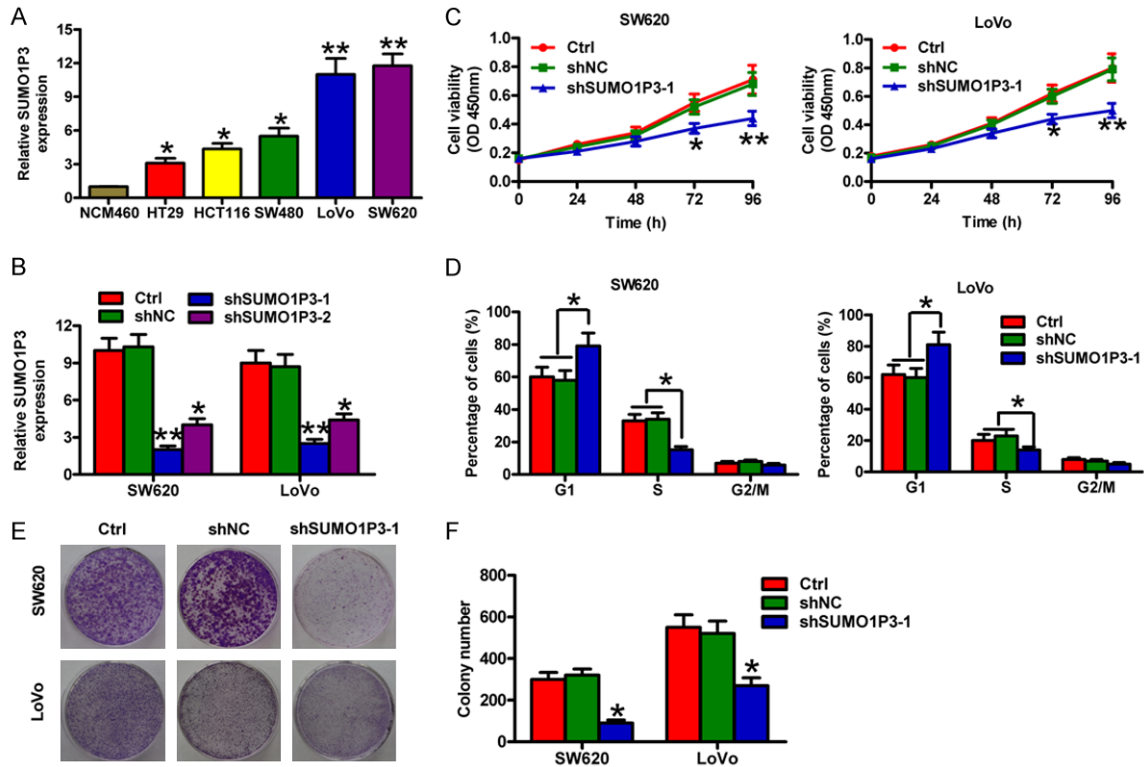 A
Relative SUMO1P3
expression
15
12
9
6
3
0
* * * ** **
NCM460 HT29 HCT116 SW480 LoVo SW620
B
Ctrl shSUMO1P3-1
shNC shSUMO1P3-2
Relative SUMO1P3
expression
12
9
6
3
0
** * ** *
SW620 LoVo
C
SW620
Ctrl
shNC
shSUMO1P3-1
Cell viability
(OD 450nm)
1.0
0.8
0.6
0.4
0.2
0.0
* **
0 24 48 72 96
Time (h)
LoVo
Ctrl
shNC
shSUMO1P3-1
Cell viability
(OD 450nm)
1.0
0.8
0.6
0.4
0.2
0.0
* **
0 24 48 72 96
Time (h)
D
SW620
Percentage of cells (%)
100
80
60
40
20
0
* *
G1 S G2/M
LoVo
Ctrl
shNC
shSUMO1P3-1
Percentage of cells (%)
100
80
60
40
20
0
* *
G1 S G2/M
E
Ctrl shNC shSUMO1P3-1
SW620
LoVo
F
Ctrl
shNC
shSUMO1P3-1
Colony number
800
600
400
200
0
* *
SW620 LoVo